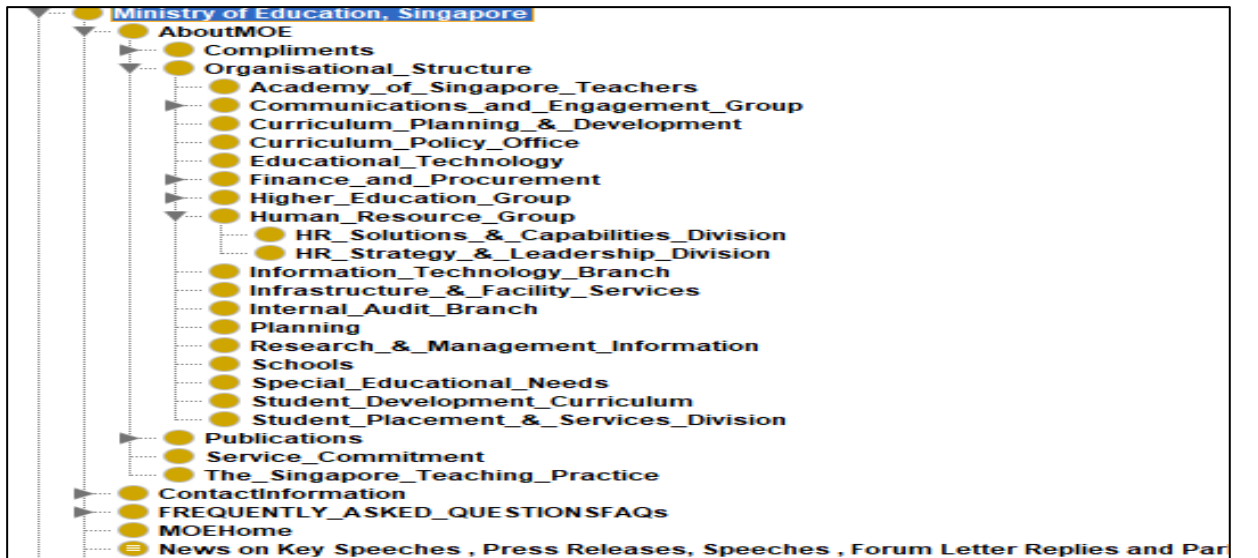 Ministry of Education, Singapore
AboutMOE
Compliments
Organisational_Structure
Academy_of_Singapore_Teachers
Communications_and_Engagement_Group
Curriculum_Planning_&_Development
Curriculum_Policy_Office
Educational_Technology
Finance_and_Procurement
Higher_Education_Group
Human_Resource_Group
HR_Solutions_&_Capabilities_Division
HR_Strategy_&_Leadership_Division
Information_Technology_Branch
Infrastructure_&_Facility_Services
Internal_Audit_Branch
Planning
Research_&_Management_Information
Schools
Special_Educational_Needs
Student_Development_Curriculum
Student_Placement_&_Services_Division
Publications
Service_Commitment
The_Singapore_Teaching_Practice
ContactInformation
FREQUENTLY_ASKED_QUESTIONSFAQs
MOEHome
News on Key Speeches , Press Releases, Speeches , Forum Letter Replies and Par